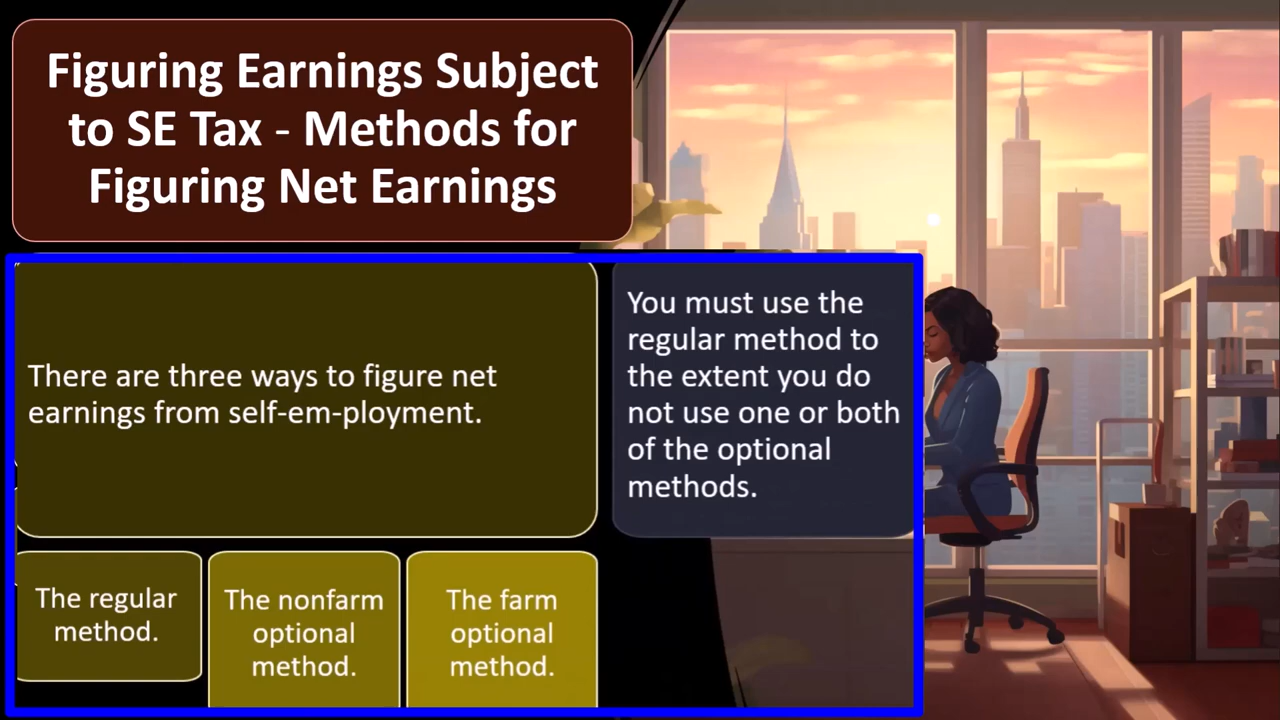 Figuring Earnings Subject
to SE Tax - Methods for
Figuring Net Earnings
There are three ways to figure net
earnings from self-em-ployment.
You must use the
regular method to
the extent you do
not use one or both
of the optional
methods.
The regular
method.
The nonfarm
optional
method.
The farm
optional
method.